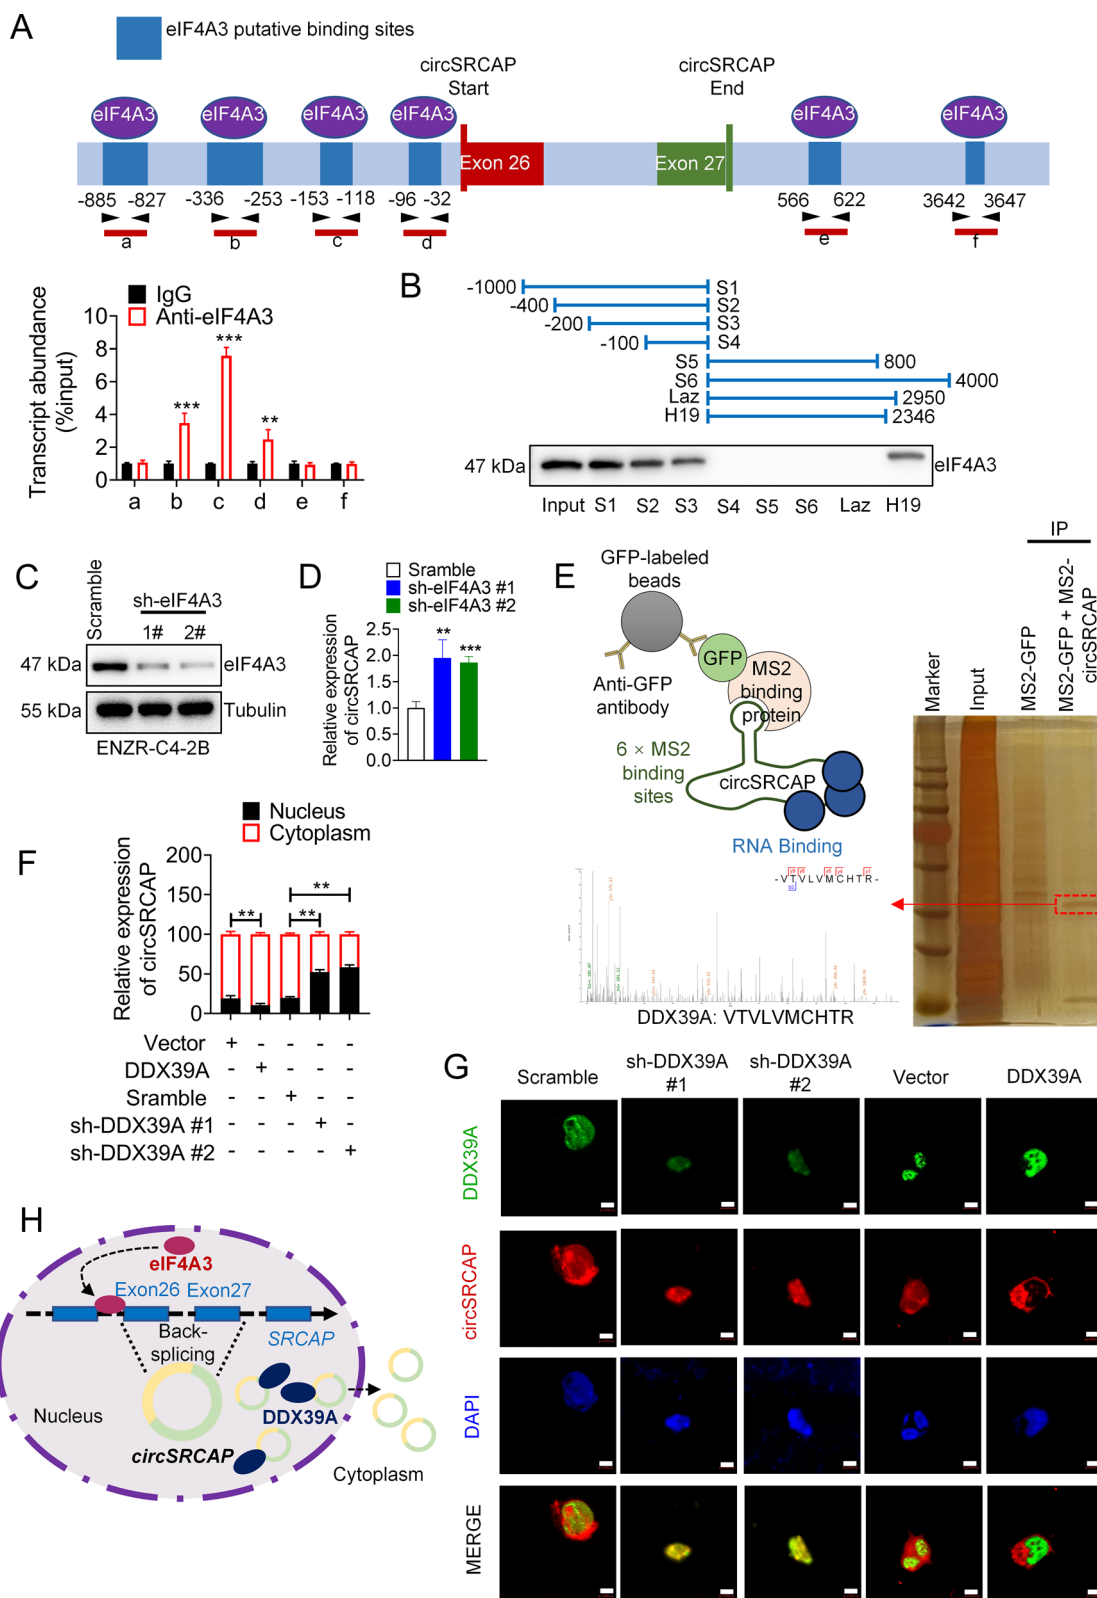 A
eIF4A3 putative binding sites
circSRCAP
Start
circSRCAP
End
eIF4A3 eIF4A3 eIF4A3 eIF4A3 eIF4A3 eIF4A3
Exon 26 Exon 27
-885 -827 -336 -253 -153 -118 -96 -32 566 622 3642 3647
a b c d e f
IgG
Anti-eIF4A3
Transcript abundance
(%input)
10
8
6
4
2
0
*** *** **
a b c d e f
B
-1000 S1
-400 S2
-200 S3
-100 S4
S5 800
S6 4000
Laz 2950
H19 2346
47 kDa eIF4A3
Input S1 S2 S3 S4 S5 S6 Laz H19
C
Scramble
sh-eIF4A3
1# 2#
47 kDa eIF4A3
55 kDa Tubulin
ENZR-C4-2B
D
Sramble
sh-eIF4A3 #1
sh-eIF4A3 #2
Relative expression
of circSRCAP
2.5
2.0
1.5
1.0
0.5
0.0
** ***
E
GFP-labeled
beads
GFP
Anti-GFP
antibody
MS2
binding
protein
6 × MS2
binding
sites
circSRCAP
RNA Binding
IP
Marker
Input
MS2-GFP
MS2-GFP + MS2-
circSRCAP
-VTVLVMCHTR-
DDX39A: VTVLVMCHTR
F
Nucleus
Cytoplasm
Relative expression
of circSRCAP
200
150
100
50
0
** ** **
Vector + - - - -
DDX39A - + - - -
Sramble - - + - -
sh-DDX39A #1 - - - + -
sh-DDX39A #2 - - - - +
G
Scramble sh-DDX39A #1 sh-DDX39A #2 Vector DDX39A
DDX39A
circSRCAP
DAPI
MERGE
H
eIF4A3
Exon26 Exon27
Back-
splicing
SRCAP
DDX39A
Nucleus
circSRCAP
Cytoplasm